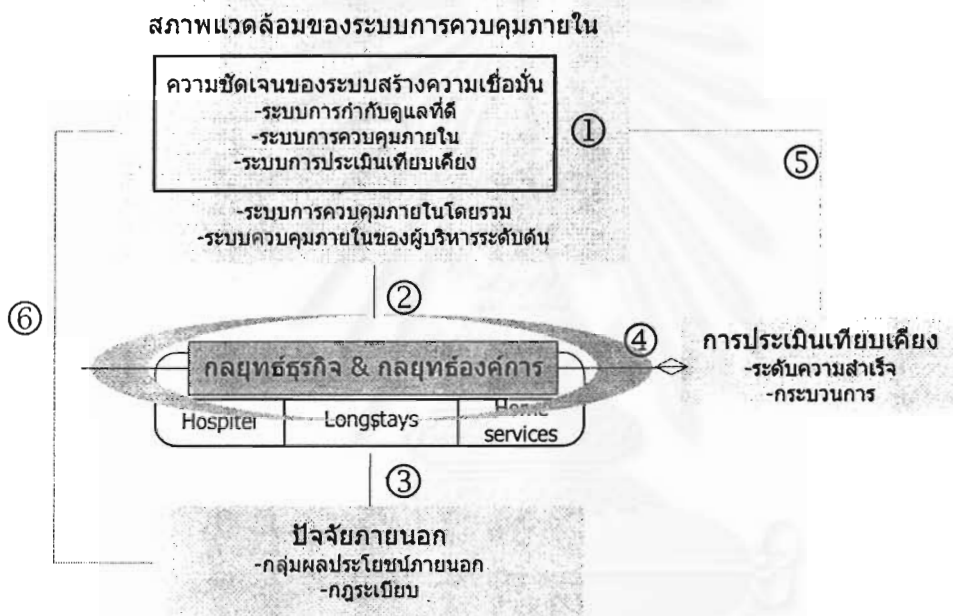 สภาพแวดล้อมของระบบการควบคุมภายใน
ความชัดเจนของระบบสร้างความเชื่อมั่น
-ระบบการกำกับดูแลที่ดี
-ระบบการควบคุมภายใน
-ระบบการประเมินเทียบเคียง
①
⑤
-ระบบการควบคุมภายในโดยรวม
-ระบบควบคุมภายในของผู้บริหารระดับต้น
②
⑥
④
การประเมินเทียบเคียง
-ระดับความสำเร็จ
-กระบวนการ
กลยุทธ์ธุรกิจ & กลยุทธ์องค์การ
Hospitel
Longstays
Home services
③
ปัจจัยภายนอก
-กลุ่มผลประโยชน์ภายนอก
-กฎระเบียบ